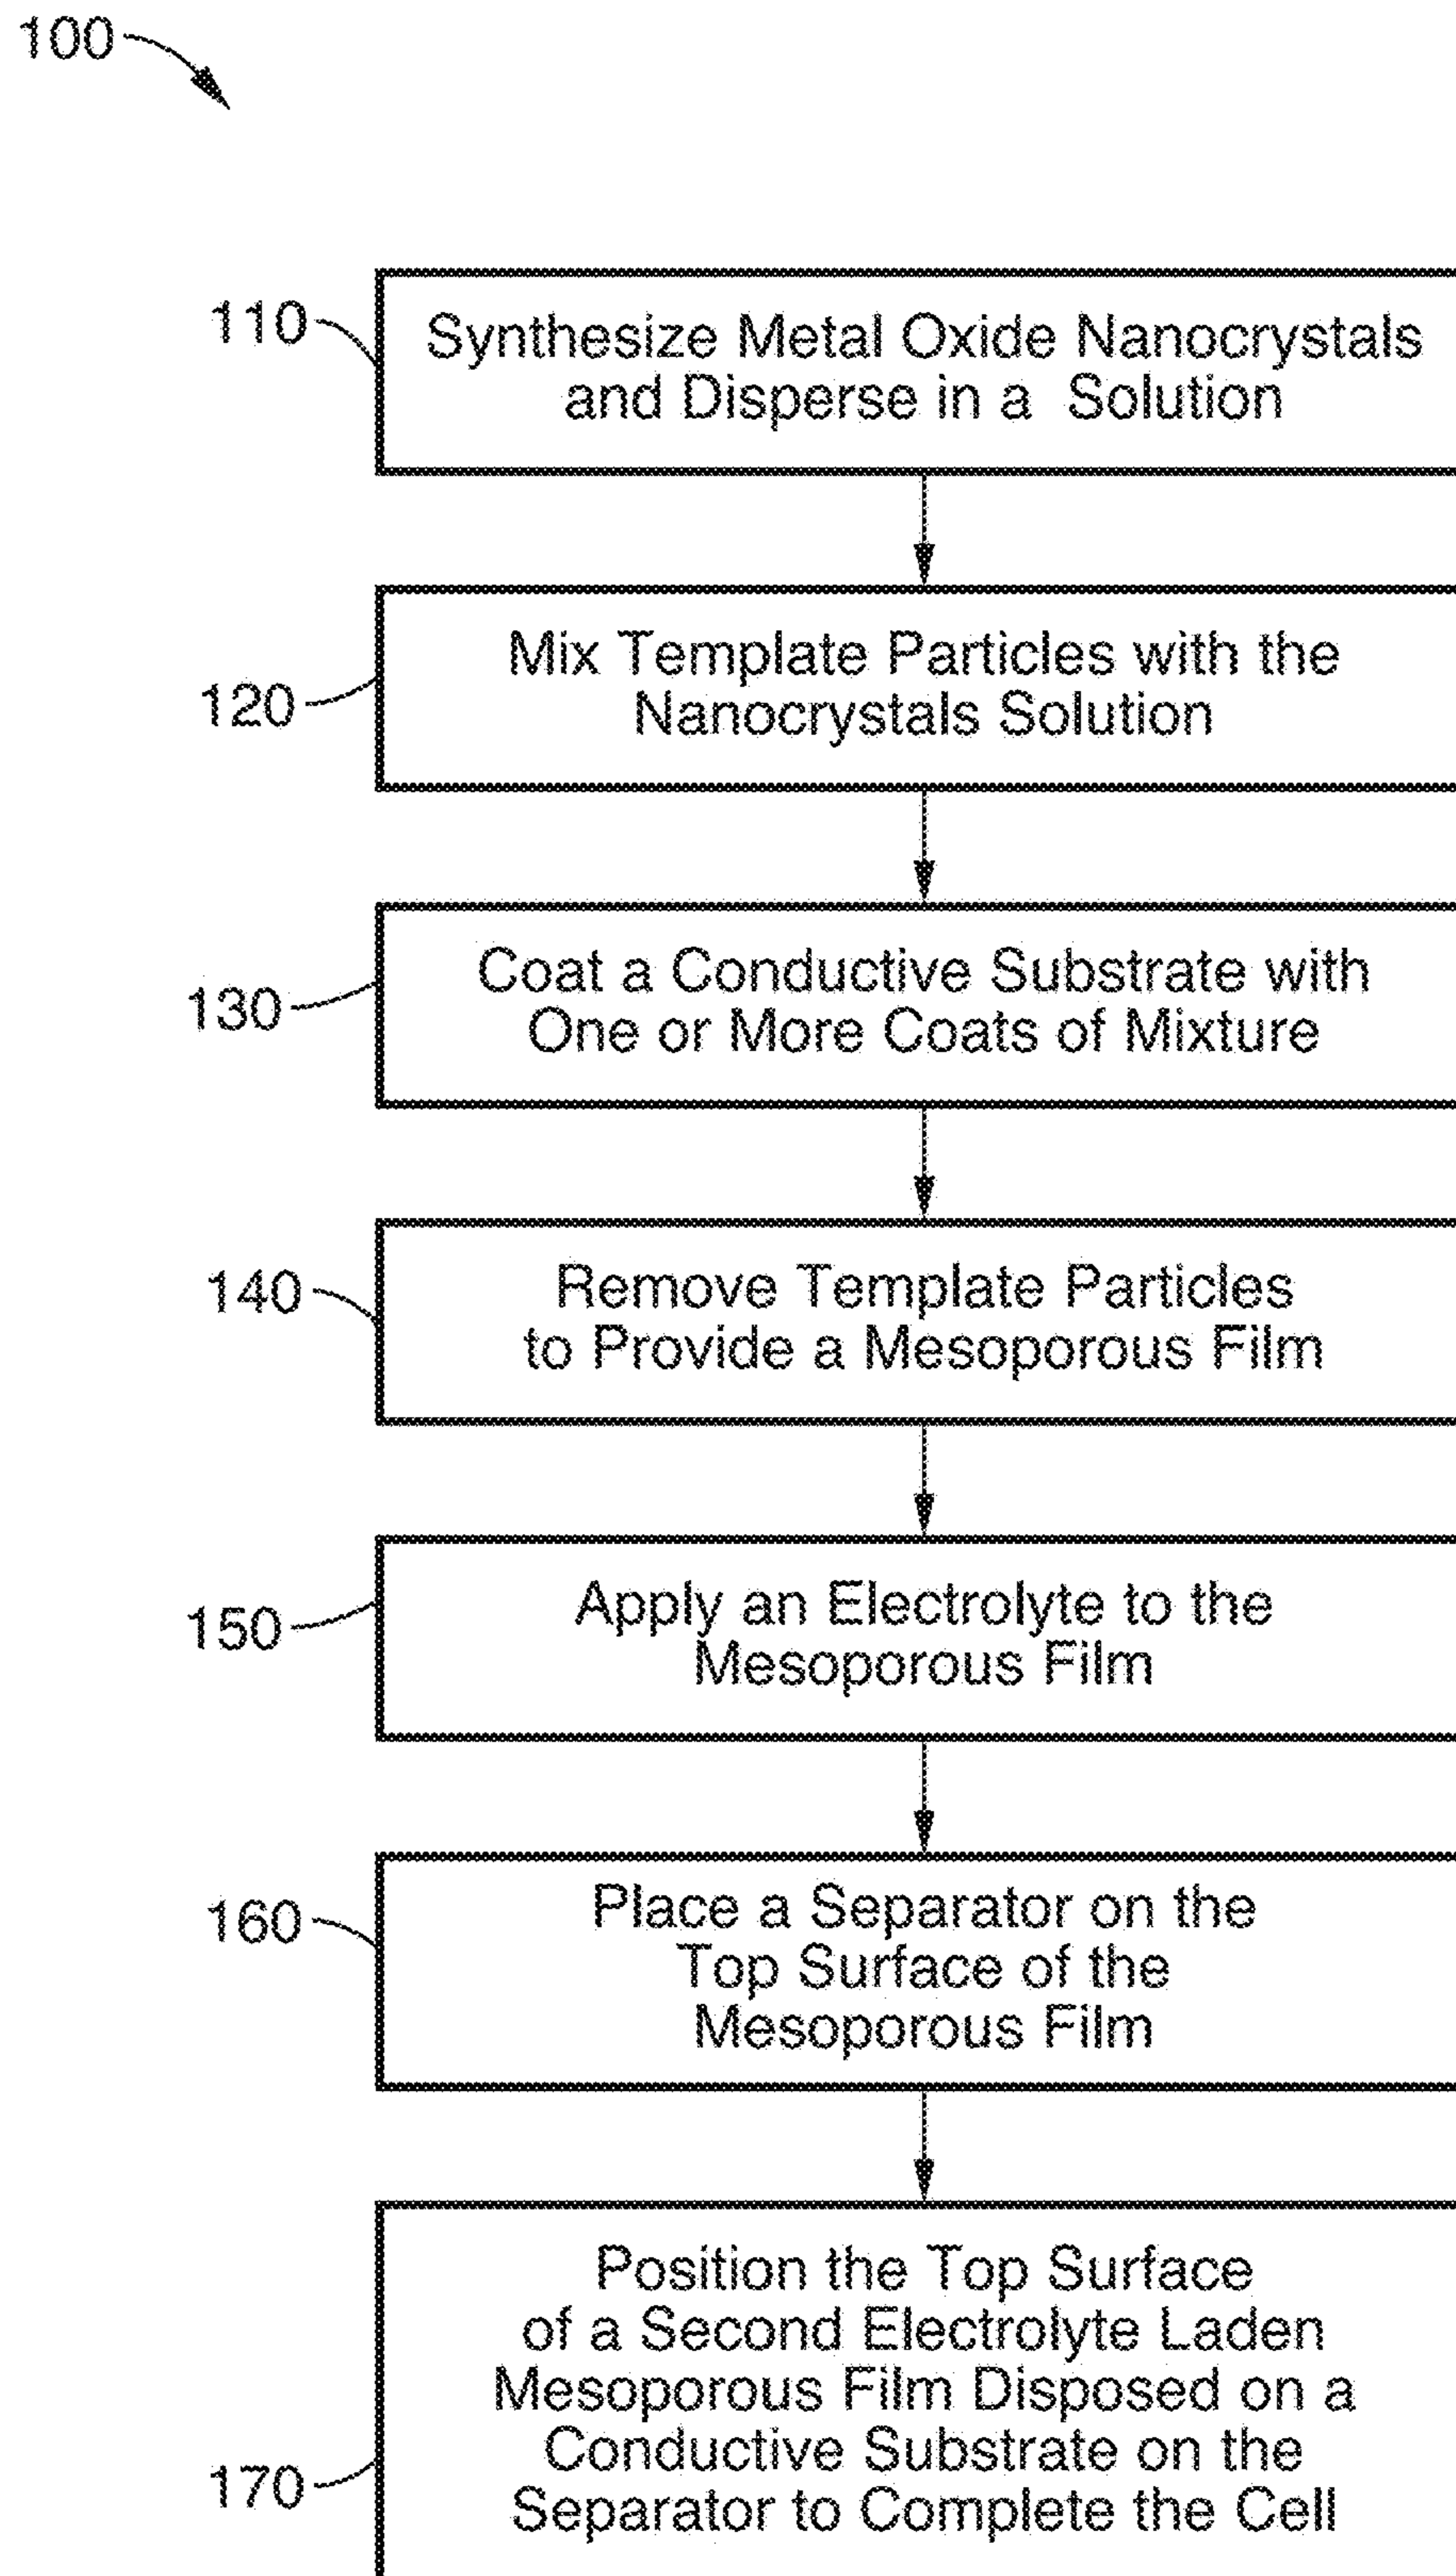 100
110
Synthesize Metal Oxide Nanocrystals
and Disperse in a Solution
120
Mix Template Particles with the
Nanocrystals Solution
130
Coat a Conductive Substrate with
One or More Coats of Mixture
140
Remove Template Particles
to Provide a Mesoporous Film
150
Apply an Electrolyte to the
Mesoporous Film
160
Place a Separator on the
Top Surface of the
Mesoporous Film
170
Position the Top Surface
of a Second Electrolyte Laden
Mesoporous Film Disposed on a
Conductive Substrate on the
Separator to Complete the Cell